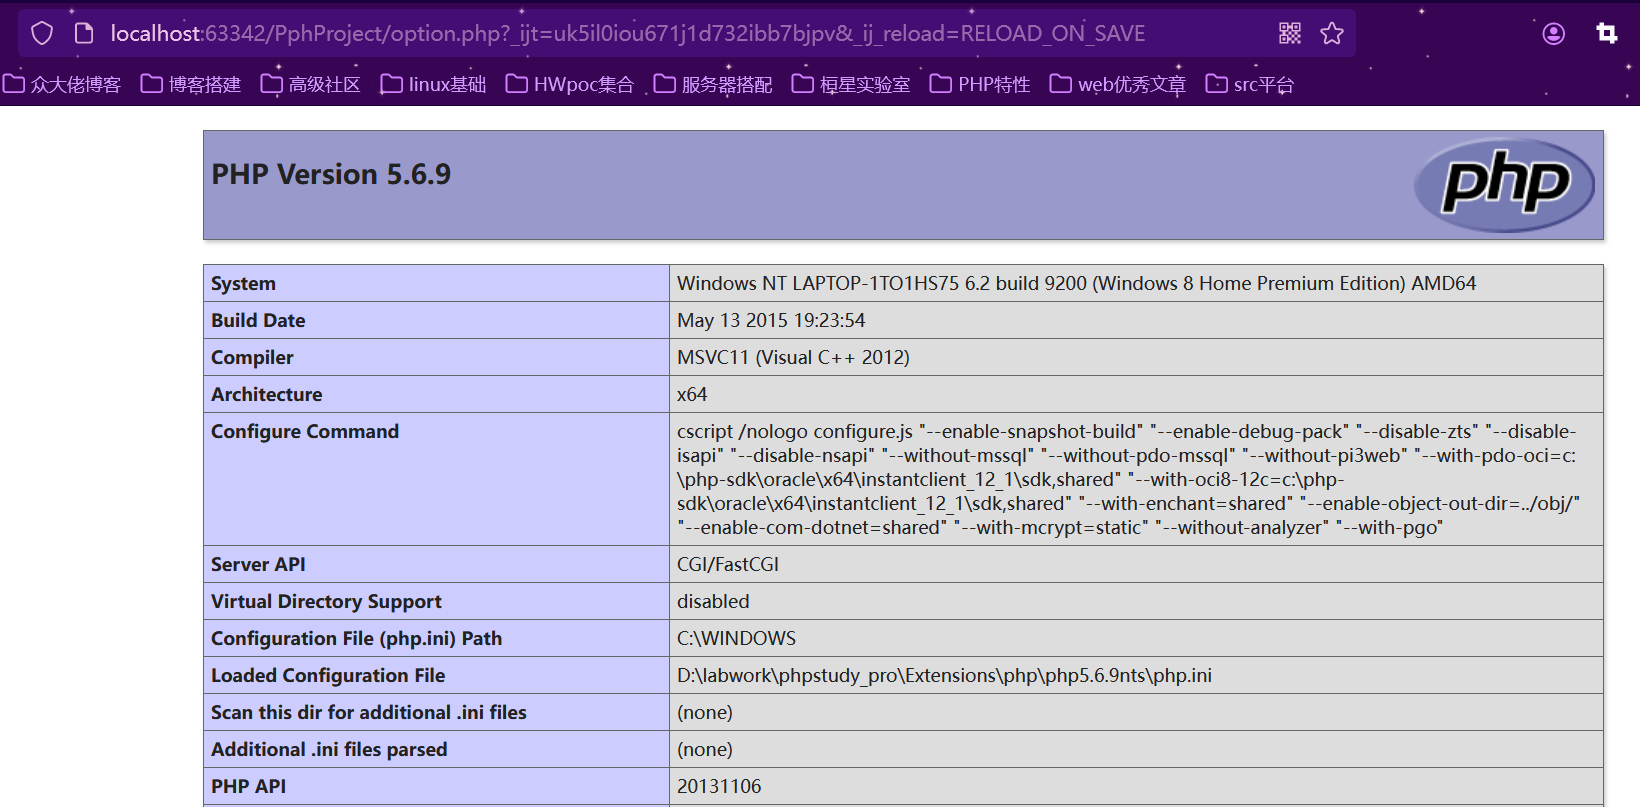 localhost:63342/PphProject/option.php?_ijt=uk5il0iou671j1d732ibb7bjpv&_ij_reload=RELOAD_ON_SAVE
众大佬博客 博客搭建 高级社区 linux基础 HWpoc集合 服务器搭配 桓星实验室 PHP特性 web优秀文章 src平台
PHP Version 5.6.9
php
System Windows NT LAPTOP-1TO1HS75 6.2 build 9200 (Windows 8 Home Premium Edition) AMD64
Build Date May 13 2015 19:23:54
Compiler MSVC11 (Visual C++ 2012)
Architecture x64
Configure Command cscript /nologo configure.js "--enable-snapshot-build" "--enable-debug-pack" "--disable-zts" "--disable-
isapi" "--disable-nsapi" "--without-mssql" "--without-pdo-mssql" "--without-pi3web" "--with-pdo-oci=c:
\php-sdk\oracle\x64\instantclient_12_1\sdk,shared" "--with-oci8-12c=c:\php-
sdk\oracle\x64\instantclient_12_1\sdk,shared" "--with-enchant=shared" "--enable-object-out-dir=../obj/"
"--enable-com-dotnet=shared" "--with-mcrypt=static" "--without-analyzer" "--with-pgo"
Server API CGI/FastCGI
Virtual Directory Support disabled
Configuration File (php.ini) Path C:\WINDOWS
Loaded Configuration File D:\labwork\phpstudy_pro\Extensions\php\php5.6.9nts\php.ini
Scan this dir for additional .ini files (none)
Additional .ini files parsed (none)
PHP API 20131106